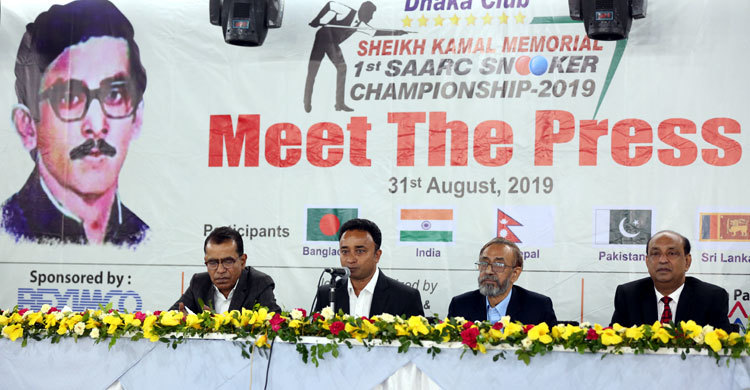 Dhaka Club
SHEIKH KAMAL MEMORIAL
1st SAARC SNOOKER
CHAMPIONSHIP-2019
Meet The Press
31st August, 2019
Participants
India
Pakistan
Sri Lanka
Sponsored by :
BEXIMCO
&